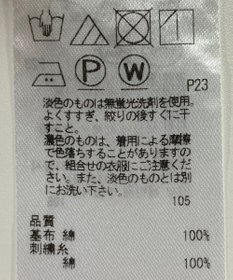 P W
P23
淡色のものは無蛍光洗剤を使用。
よくすすぎ、絞りの後すぐに干
すこと。
濃色のものは、着用による摩擦
で色落ちすることがありますの
で、組合せの衣服にご注意くださ
い。また、淡色のものとは別
にお洗い下さい。
105
品質
基布 綿 100%
刺繍糸
綿 100%